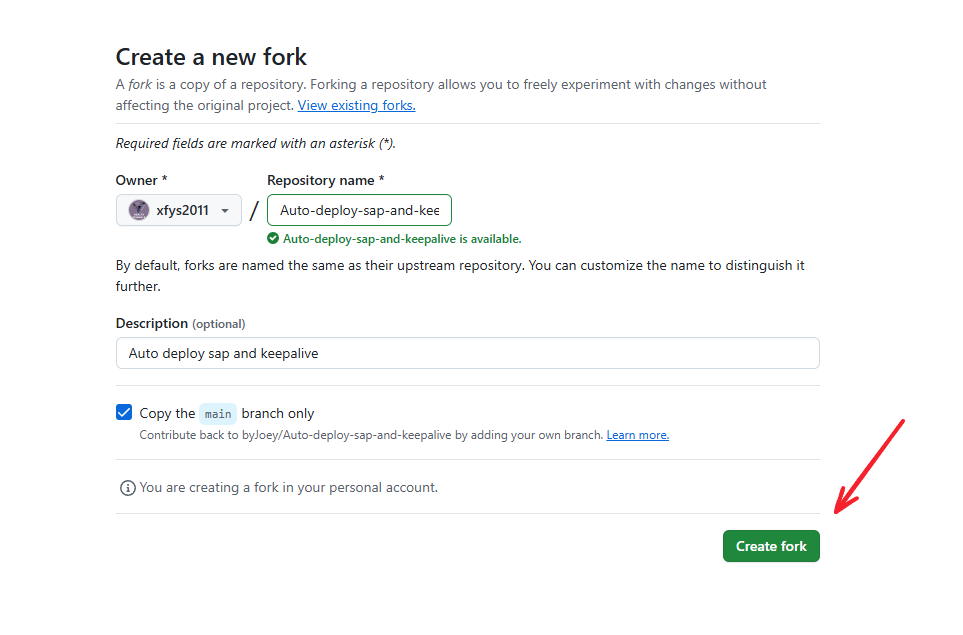 Create a new fork
A fork is a copy of a repository. Forking a repository allows you to freely experiment with changes without
affecting the original project. View existing forks.
Required fields are marked with an asterisk (*).
Owner *
Repository name *
xfys2011
/
Auto-deploy-sap-and-kee
Auto-deploy-sap-and-keepalive is available.
By default, forks are named the same as their upstream repository. You can customize the name to distinguish it
further.
Description (optional)
Auto deploy sap and keepalive
Copy the main branch only
Contribute back to byJoey/Auto-deploy-sap-and-keepalive by adding your own branch. Learn more.
You are creating a fork in your personal account.
Create fork